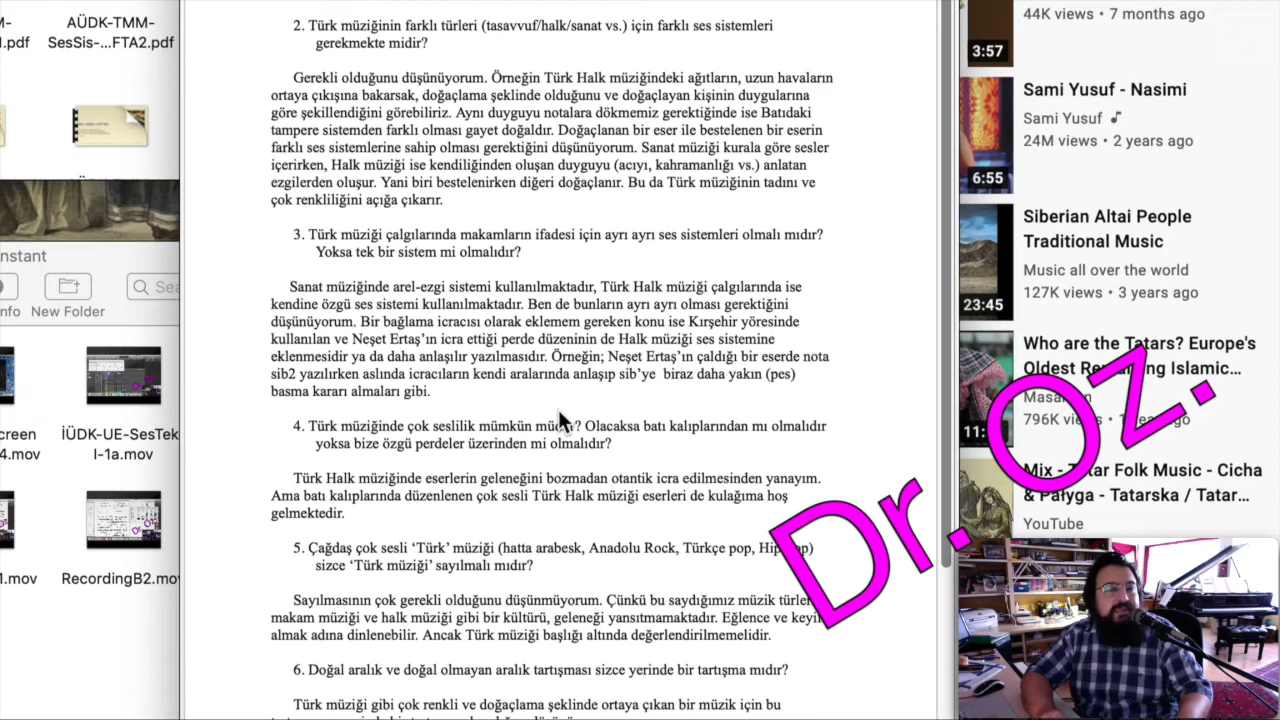 M-
1.pdf
AÜDK-TMM-
SesSis-...FTA2.pdf
nstant
nfo
New Folder
Sea
creen
4.mov
İÜDK-UE-SesTek
I-1a.mov
1.mov
RecordingB2.mov
2. Türk müziğinin farklı türleri (tasavvuf/halk/sanat vs.) için farklı ses sistemleri
gerekmekte midir?
Gerekli olduğunu düşünüyorum. Örneğin Türk Halk müziğindeki ağıtların, uzun havaların
ortaya çıkışına bakarsak, doğaçlama şeklinde olduğunu ve doğaçlayan kişinin duygularına
göre şekillendiğini görebiliriz. Aynı duyguyu notalara dökmemiz gerektiğinde ise Batıdaki
tampere sistemden farklı olması gayet doğaldır. Doğaçlanan bir eser ile bestelenen bir eserin
farklı ses sistemlerine sahip olması gerektiğini düşünüyorum. Sanat müziği kurala göre sesler
içerirken, Halk müziği ise kendiliğinden oluşan duyguyu (acıyı, kahramanlığı vs.) anlatan
ezgilerden oluşur. Yani biri bestelenirken diğeri doğaçlanır. Bu da Türk müziğinin tadını ve
çok renkliliğini açığa çıkarır.
3. Türk müziği çalgılarında makamların ifadesi için ayrı ayrı ses sistemleri olmalı mıdır?
Yoksa tek bir sistem mi olmalıdır?
Sanat müziğinde arel-ezgi sistemi kullanılmaktadır, Türk Halk müziği çalgılarında ise
kendine özgü ses sistemi kullanılmaktadır. Ben de bunların ayrı ayrı olması gerektiğini
düşünüyorum. Bir bağlama icracısı olarak eklemem gereken konu ise Kırşehir yöresinde
kullanılan ve Neşet Ertaş'ın icra ettiği perde düzeninin de Halk müziği ses sistemine
eklenmesidir ya da daha anlaşılır yazılmasıdır. Örneğin; Neşet Ertaş'ın çaldığı bir eserde nota
sib2 yazılırken aslında icracıların kendi aralarında anlaşıp sib'ye biraz daha yakın (pes)
basma kararı almaları gibi.
4. Türk müziğinde çok seslilik mümkün müdür? Olacaksa batı kalıplarından mı olmalıdır
yoksa bize özgü perdeler üzerinden mi olmalıdır?
Türk Halk müziğinde eserlerin geleneğini bozmadan otantik icra edilmesinden yanayım.
Ama batı kalıplarında düzenlenen çok sesli Türk Halk müziği eserleri de kulağıma hoş
gelmektedir.
5. Çağdaş çok sesli 'Türk' müziği (hatta arabesk, Anadolu Rock, Türkçe pop, Hip hop)
sizce 'Türk müziği' sayılmalı mıdır?
Sayılmasının çok gerekli olduğunu düşünmüyorum. Çünkü bu saydığımız müzik türleri
makam müziği ve halk müziği gibi bir kültürü, geleneği yansıtmamaktadır. Eğlence ve keyif
almak adına dinlenebilir. Ancak Türk müziği başlığı altında değerlendirilmemelidir.
6. Doğal aralık ve doğal olmayan aralık tartışması sizce yerinde bir tartışma mıdır?
Türk müziği gibi çok renkli ve doğaçlama şeklinde ortaya çıkan bir müzik için bu
44K views • 7 months ago
3:57
Sami Yusuf - Nasimi
Sami Yusuf
24M views • 2 years ago
6:55
Siberian Altai People
Traditional Music
Music all over the world
127K views • 3 years ago
23:45
Who are the Tatars? Europe's
Oldest Remaining Islamic...
796K views
ago
11:
Mix - Tatar Folk Music - Cicha
& Pałyga - Tatarska / Tatar...
YouTube
Dr. Oz.